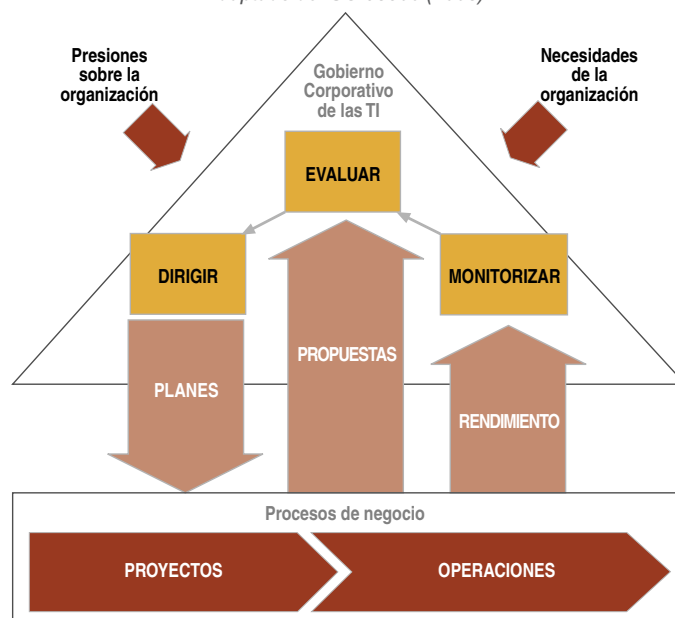 Presiones
sobre la
organización
Gobierno
Corporativo
de las TI
Necesidades
de la
organización
EVALUAR
DIRIGIR
MONITORIZAR
PROPUESTAS
PLANES
RENDIMIENTO
Procesos de negocio
PROYECTOS
OPERACIONES